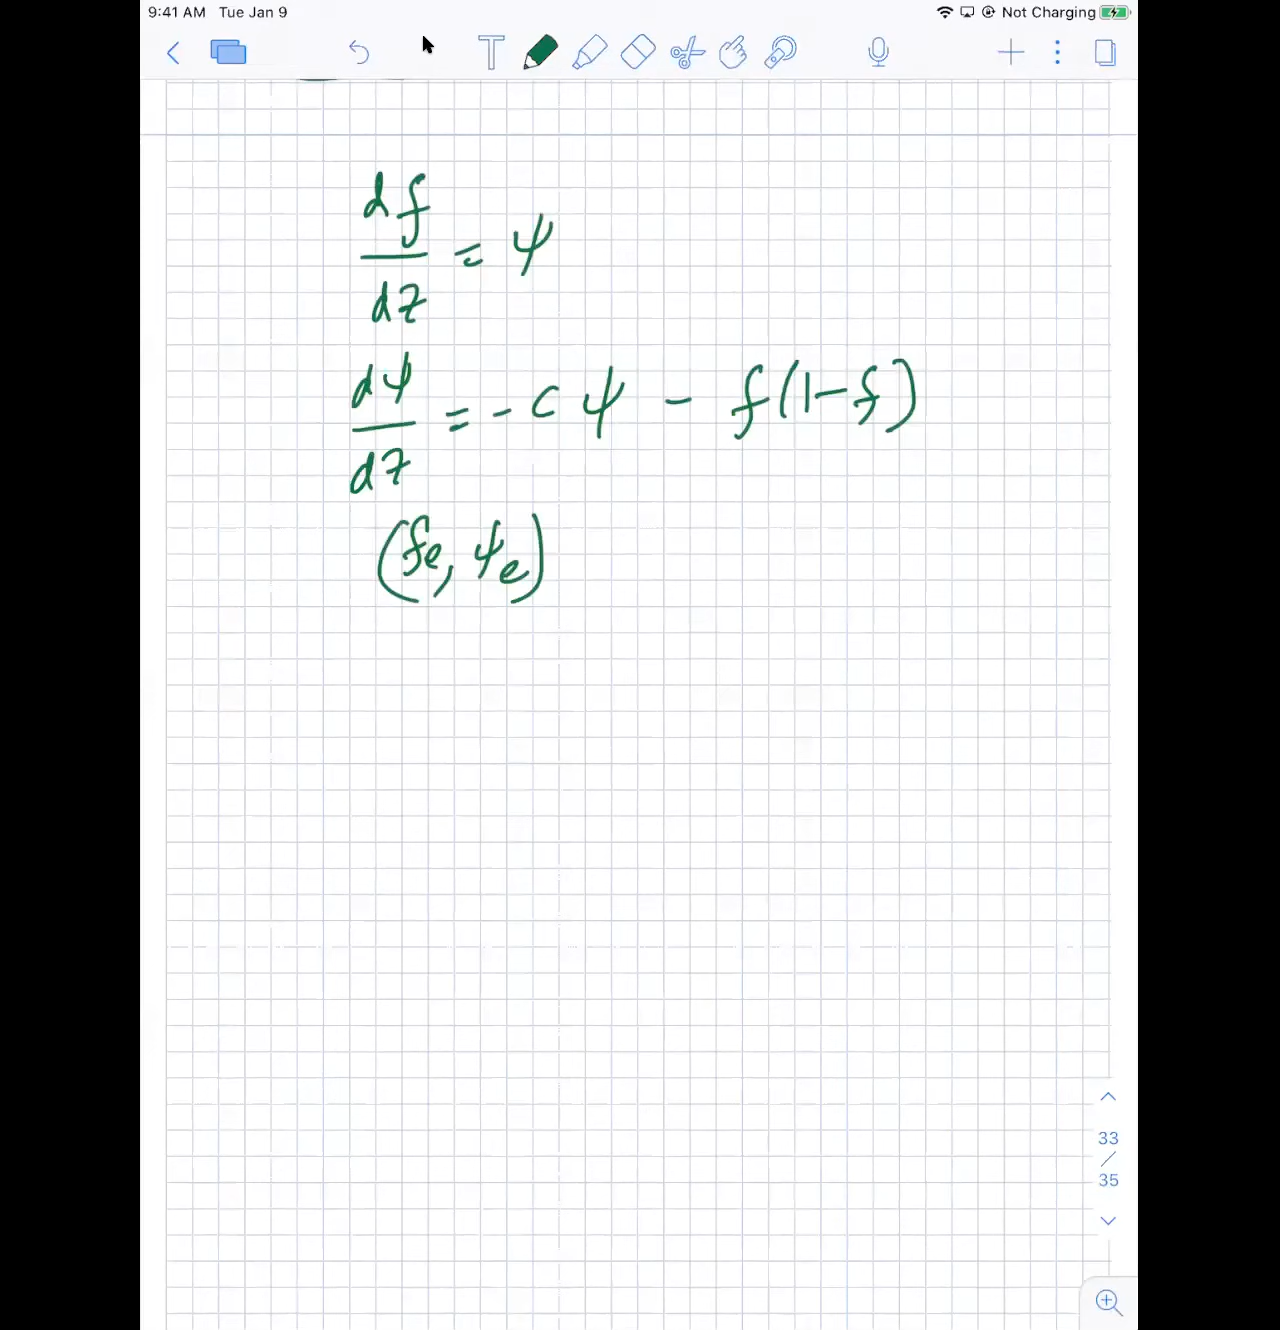 9:41 AM Tue Jan 9 Not Charging
T
df/dz = ψ
dψ/dz = -cψ - f(1-f)
(fe, ψe)
33
/
35